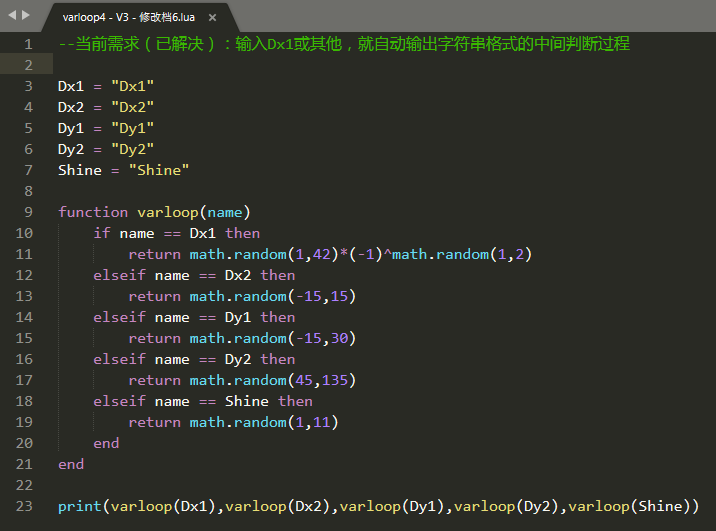 varloop4 - V3 - 修改档6.lua ×
1 --当前需求（已解决）：输入Dx1或其他，就自动输出字符串格式的中间判断过程
2
3 Dx1 = "Dx1"
4 Dx2 = "Dx2"
5 Dy1 = "Dy1"
6 Dy2 = "Dy2"
7 Shine = "Shine"
8
9 function varloop(name)
10     if name == Dx1 then
11         return math.random(1,42)*(-1)^math.random(1,2)
12     elseif name == Dx2 then
13         return math.random(-15,15)
14     elseif name == Dy1 then
15         return math.random(-15,30)
16     elseif name == Dy2 then
17         return math.random(45,135)
18     elseif name == Shine then
19         return math.random(1,11)
20     end
21 end
22
23 print(varloop(Dx1),varloop(Dx2),varloop(Dy1),varloop(Dy2),varloop(Shine))